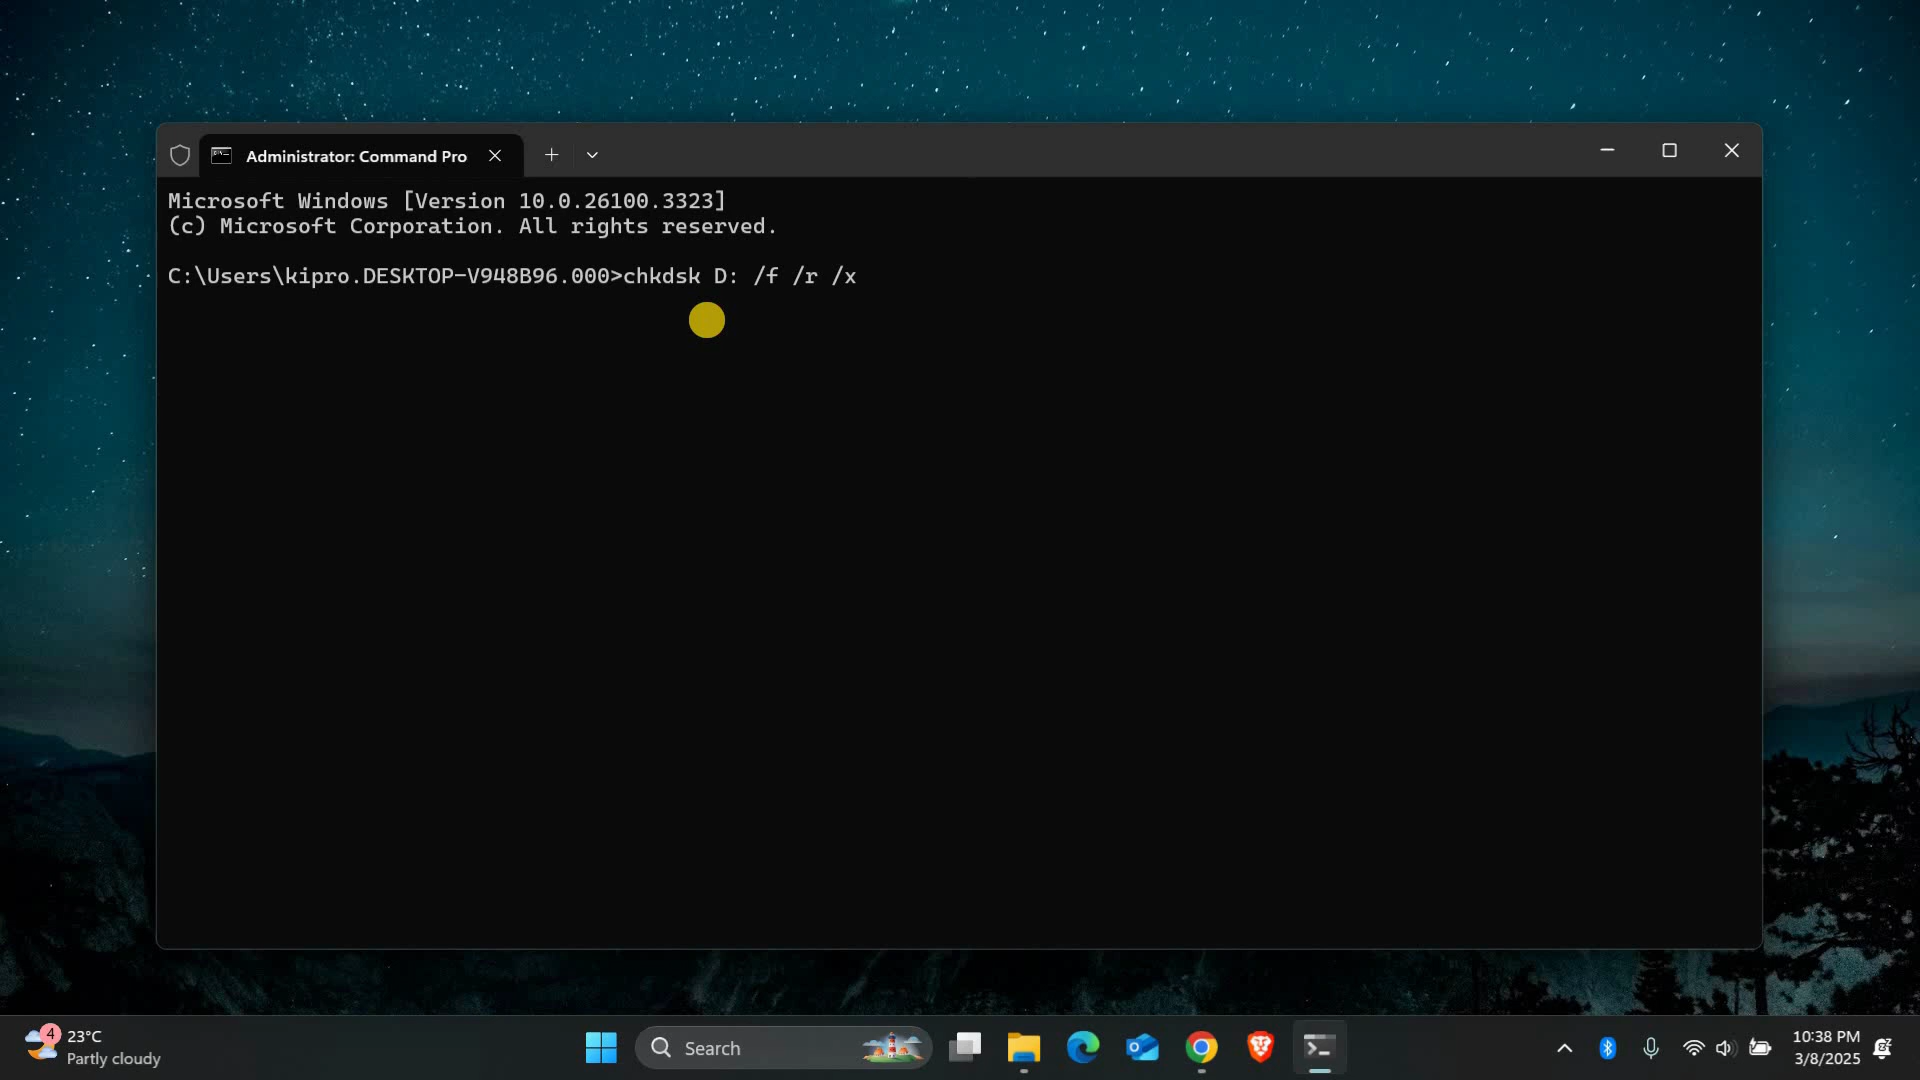 Administrator: Command Pro
Microsoft Windows [Version 10.0.26100.3323]
(c) Microsoft Corporation. All rights reserved.
C:\Users\kipro.DESKTOP-V948B96.000>chkdsk D: /f /r /x
4
23°C
Partly cloudy
Search
10:38 PM
3/8/2025